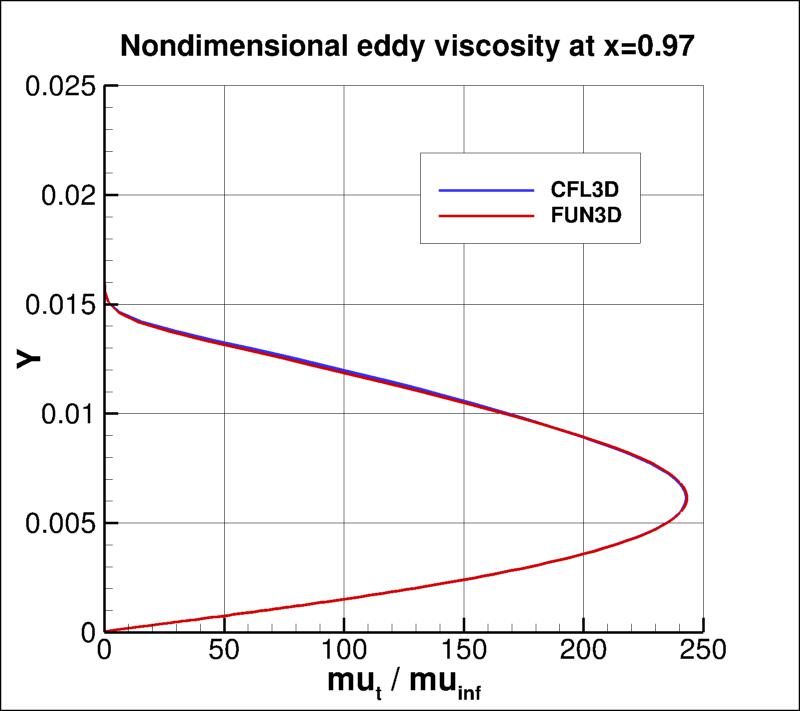 Nondimensional eddy viscosity at x=0.97
0.025
0.02
0.015
0.01
0.005
0
Y
CFL3D
FUN3D
0 50 100 150 200 250
mu_t / mu_inf